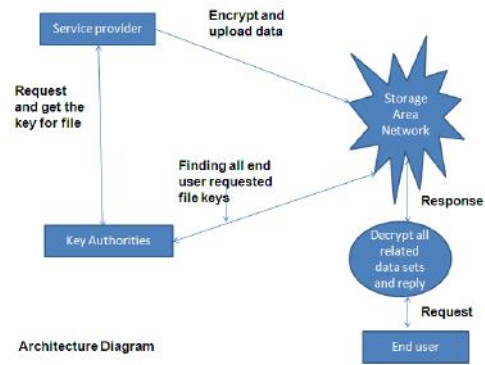 Service provider
Encrypt and
upload data
Request
and get the
key for file
Storage
Area
Network
Finding all end
user requested
file keys
Response
Key Authorities
Decrypt all
related
data sets
and reply
Request
Architecture Diagram
End user